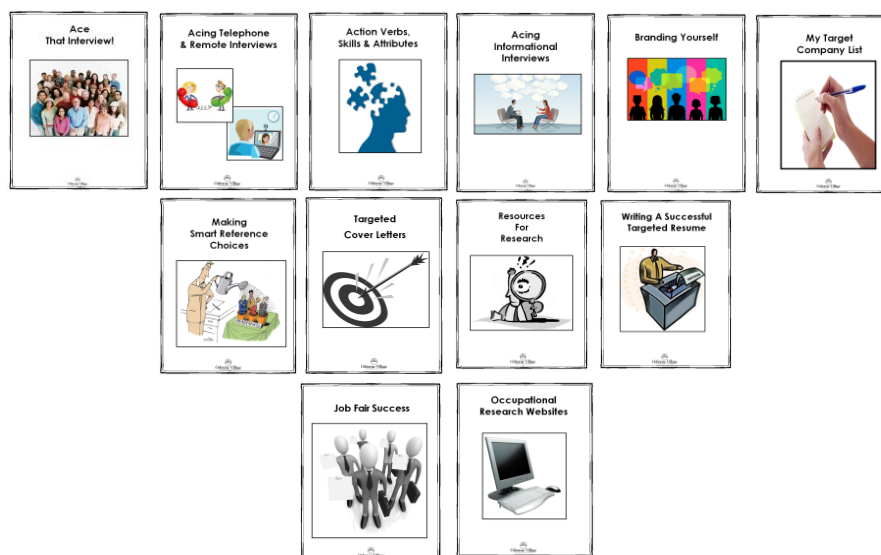 Ace
That Interview!
Acing Telephone
& Remote Interviews
Action Verbs,
Skills & Attributes
Acing
Informational
Interviews
Branding Yourself
My Target
Company List
Making
Smart Reference
Choices
Targeted
Cover Letters
Resources
For
Research
Writing A Successful
Targeted Resume
Job Fair Success
Occupational
Research Websites